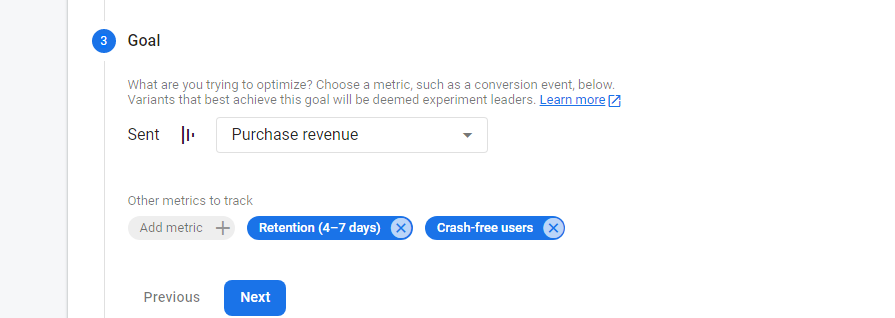 3 Goal
What are you trying to optimize? Choose a metric, such as a conversion event, below.
Variants that best achieve this goal will be deemed experiment leaders. Learn more
Sent Purchase revenue
Other metrics to track
Add metric Retention (4–7 days) Crash-free users
Previous Next